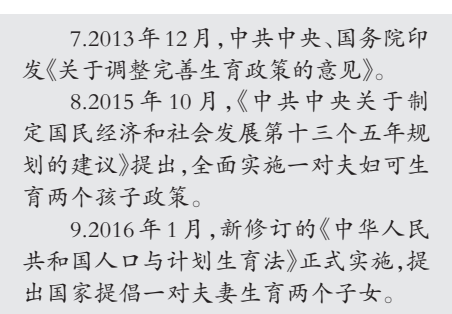 7.2013年12月,中共中央、国务院印
发《关于调整完善生育政策的意见》。
8.2015年10月,《中共中央关于制
定国民经济和社会发展第十三个五年规
划的建议》提出,全面实施一对夫妇可生
育两个孩子政策。
9.2016年1月,新修订的《中华人民
共和国人口与计划生育法》正式实施,提
出国家提倡一对夫妻生育两个子女。